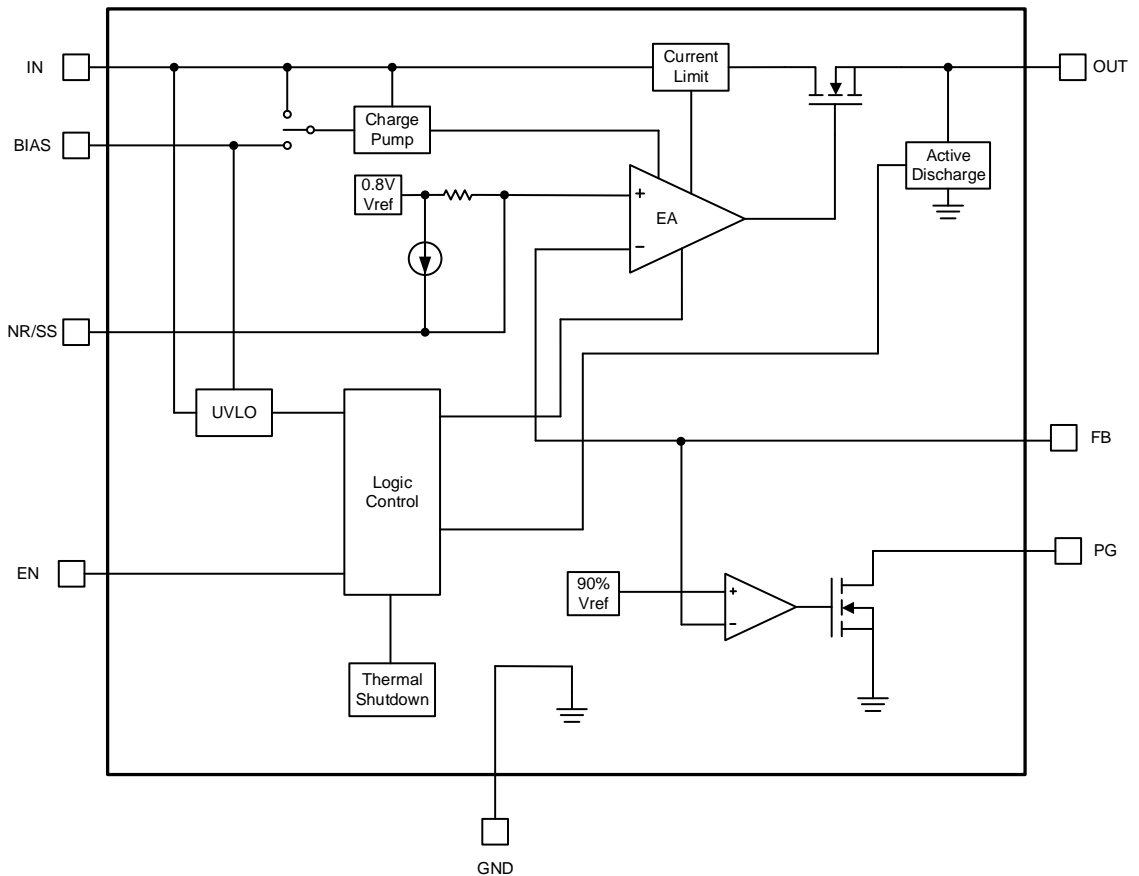 IN
Current
Limit
OUT
Charge
Pump
BIAS
Active
Discharge
0.8V
Vref
+
EA
−
NR/SS
UVLO
FB
Logic
Control
PG
EN
90%
Vref
+
−
Thermal
Shutdown
GND